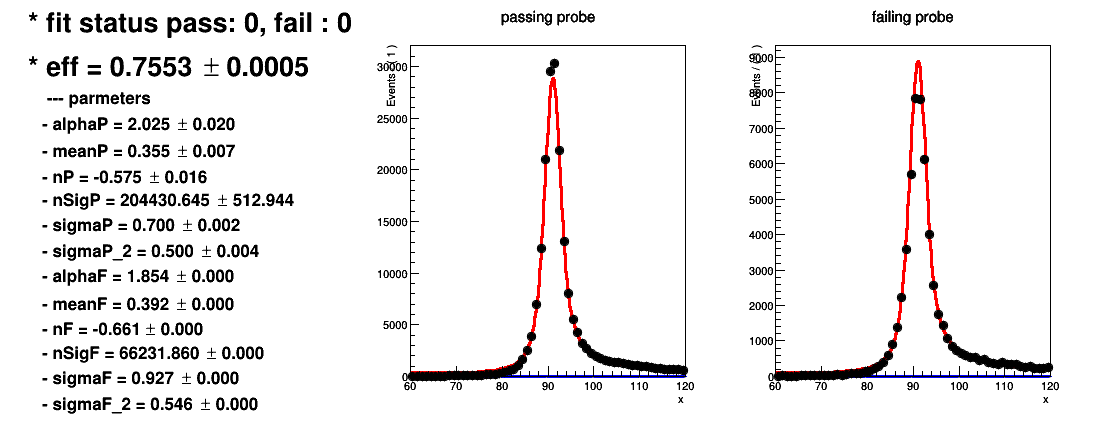 * fit status pass: 0, fail : 0
* eff = 0.7553 ± 0.0005
--- parmeters
- alphaP = 2.025 ± 0.020
- meanP = 0.355 ± 0.007
- nP = -0.575 ± 0.016
- nSigP = 204430.645 ± 512.944
- sigmaP = 0.700 ± 0.002
- sigmaP_2 = 0.500 ± 0.004
- alphaF = 1.854 ± 0.000
- meanF = 0.392 ± 0.000
- nF = -0.661 ± 0.000
- nSigF = 66231.860 ± 0.000
- sigmaF = 0.927 ± 0.000
- sigmaF_2 = 0.546 ± 0.000
passing probe
Events / ( 1 )
30000
25000
20000
15000
10000
5000
0
60 70 80 90 100 110 120
x
failing probe
Events / ( 1 )
9000
8000
7000
6000
5000
4000
3000
2000
1000
0
60 70 80 90 100 110 120
x